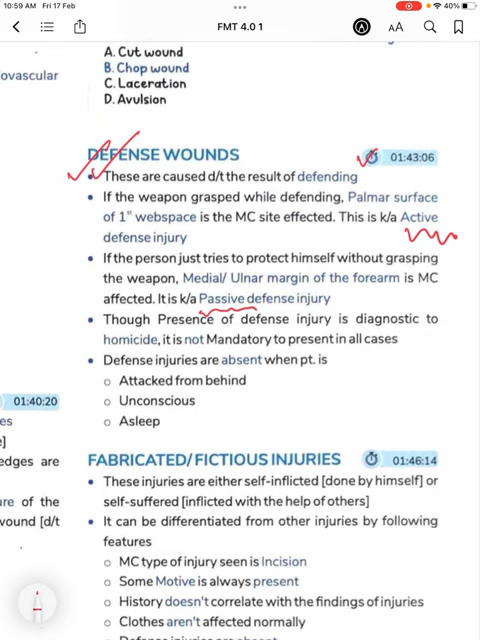 10:59 AM Fri 17 Feb
40%
FMT 4.0 1
AA
ovascular
A. Cut wound
B. Chop wound
C. Laceration
D. Avulsion
DEFENSE WOUNDS 01:43:06
• These are caused d/t the result of defending
• If the weapon grasped while defending, Palmar surface
of 1st webspace is the MC site effected. This is k/a Active
defense injury
• If the person just tries to protect himself without grasping
the weapon, Medial/ Ulnar margin of the forearm is MC
affected. It is k/a Passive defense injury
• Though Presence of defense injury is diagnostic to
homicide, it is not Mandatory to present in all cases
• Defense injuries are absent when pt. is
o Attacked from behind
o Unconscious
o Asleep
01:40:20
es
e]
edges are
ure of the
wound [d/t
FABRICATED/ FICTIOUS INJURIES 01:46:14
• These injuries are either self-inflicted [done by himself] or
self-suffered [inflicted with the help of others]
• It can be differentiated from other injuries by following
features
o MC type of injury seen is Incision
o Some Motive is always present
o History doesn't correlate with the findings of injuries
o Clothes aren't affected normally
o Defense injuries are absent